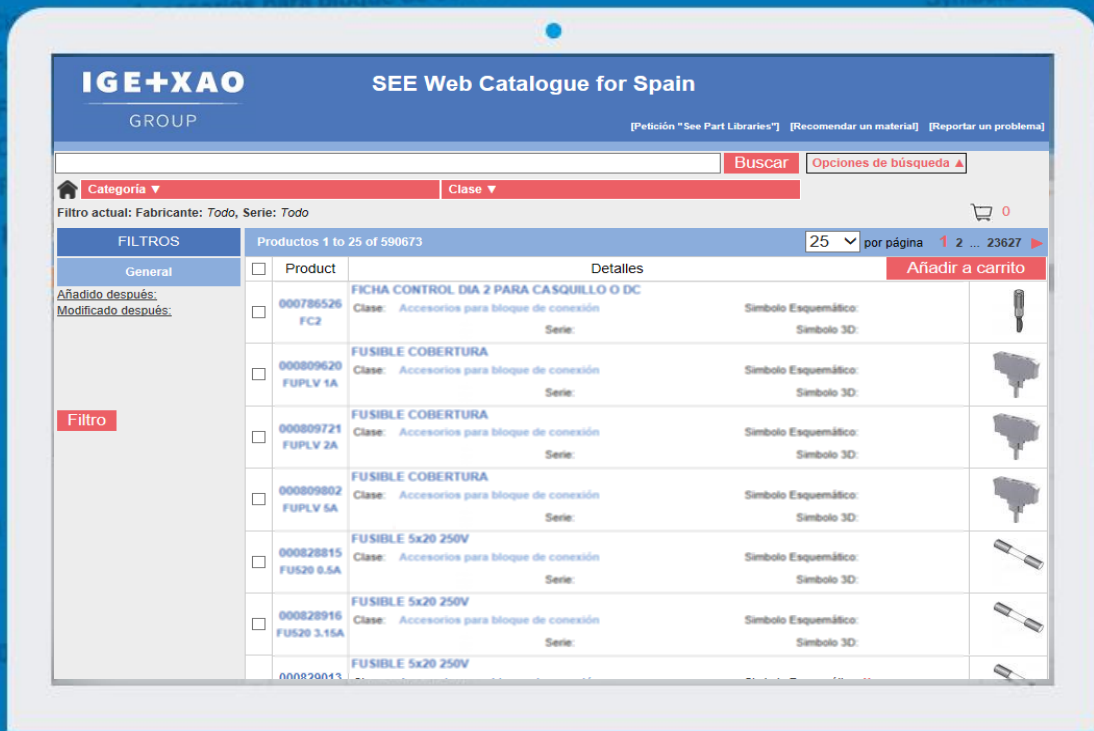 IGE+XAO
GROUP
SEE Web Catalogue for Spain
[Petición "See Part Libraries"] [Recomendar un material] [Reportar un problema]
Buscar Opciones de búsqueda ▲
Categoría ▼ Clase ▼
Filtro actual: Fabricante: Todo, Serie: Todo
0
FILTROS
General
Añadido después:
Modificado después:
Filtro
Productos 1 to 25 of 590673 25 por página 1 2 ... 23627
Product Detalles Añadir a carrito
000786526
FC2
FICHA CONTROL DIA 2 PARA CASQUILLO O DC
Clase: Accesorios para bloque de conexión Simbolo Esquemático:
Serie: Simbolo 3D:
000809620
FUPLV 1A
FUSIBLE COBERTURA
Clase: Accesorios para bloque de conexión Simbolo Esquemático:
Serie: Simbolo 3D:
000809721
FUPLV 2A
FUSIBLE COBERTURA
Clase: Accesorios para bloque de conexión Simbolo Esquemático:
Serie: Simbolo 3D:
000809802
FUPLV 5A
FUSIBLE COBERTURA
Clase: Accesorios para bloque de conexión Simbolo Esquemático:
Serie: Simbolo 3D:
000828815
FU520 0.5A
FUSIBLE 5x20 250V
Clase: Accesorios para bloque de conexión Simbolo Esquemático:
Serie: Simbolo 3D:
000828916
FU520 3.15A
FUSIBLE 5x20 250V
Clase: Accesorios para bloque de conexión Simbolo Esquemático:
Serie: Simbolo 3D:
000829013
FUSIBLE 5x20 250V